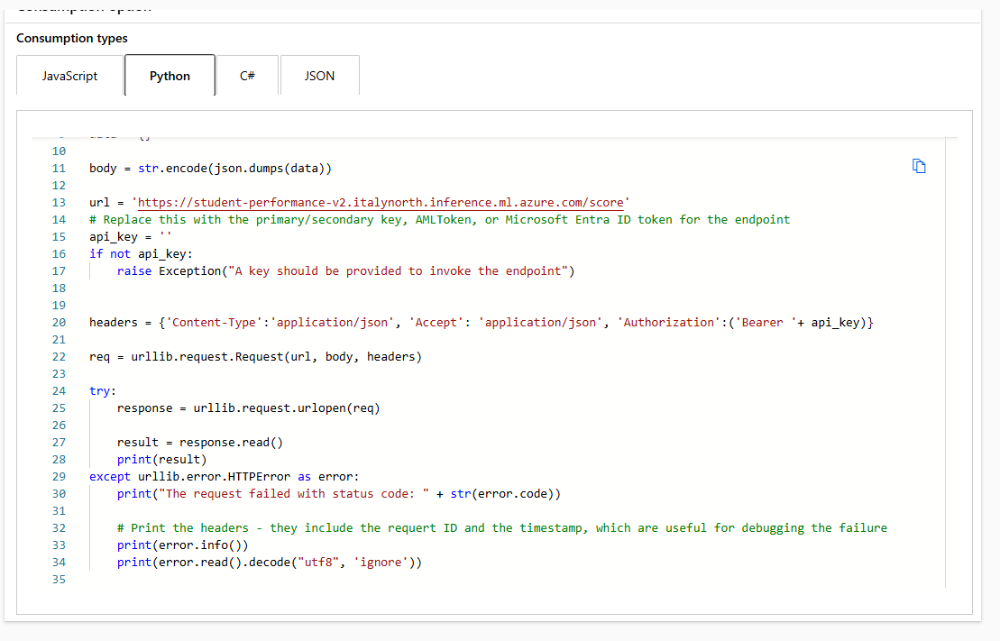 Consumption option
Consumption types
JavaScript
Python
C#
JSON
10
11 body = str.encode(json.dumps(data))
12
13 url = 'https://student-performance-v2.italynorth.inference.ml.azure.com/score'
14 # Replace this with the primary/secondary key, AMLToken, or Microsoft Entra ID token for the endpoint
15 api_key = ''
16 if not api_key:
17     raise Exception("A key should be provided to invoke the endpoint")
18
19
20 headers = {'Content-Type':'application/json', 'Accept': 'application/json', 'Authorization':('Bearer '+ api_key)}
21
22 req = urllib.request.Request(url, body, headers)
23
24 try:
25     response = urllib.request.urlopen(req)
26
27     result = response.read()
28     print(result)
29 except urllib.error.HTTPError as error:
30     print("The request failed with status code: " + str(error.code))
31
32     # Print the headers - they include the requert ID and the timestamp, which are useful for debugging the failure
33     print(error.info())
34     print(error.read().decode("utf8", 'ignore'))
35